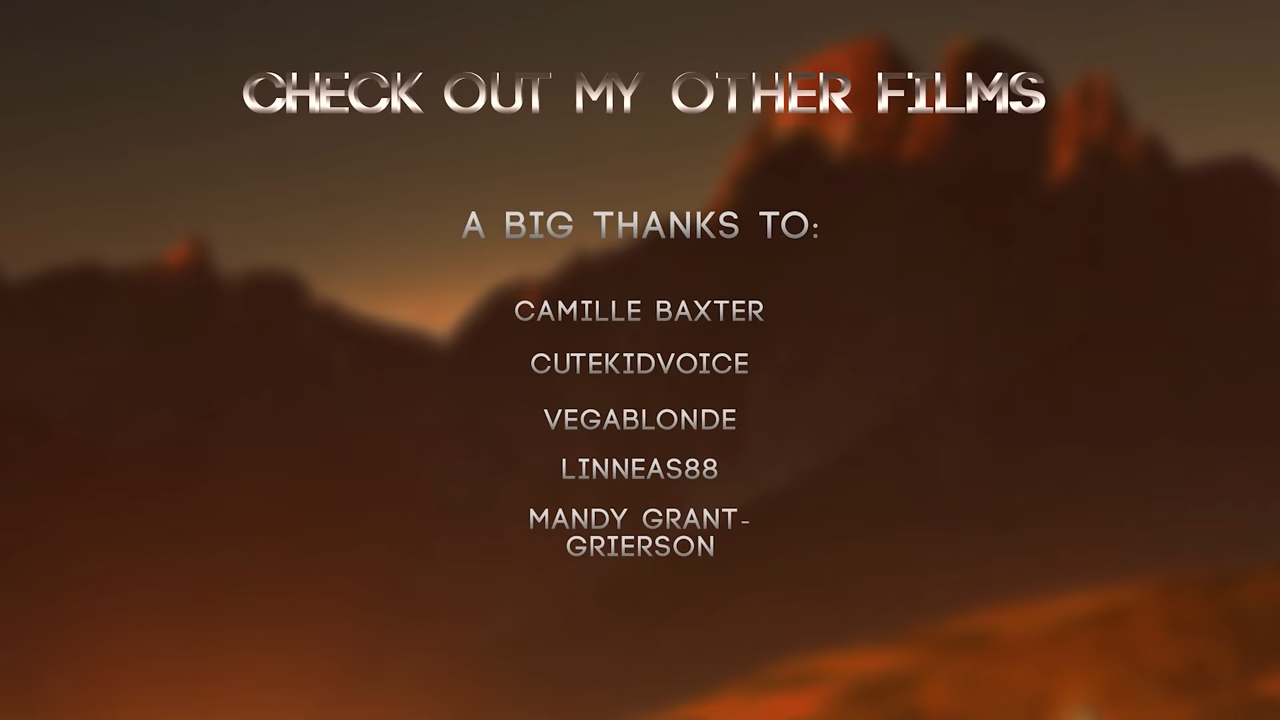 CHECK OUT MY OTHER FILMS
A BIG THANKS TO:
CAMILLE BAXTER
CUTEKIDVOICE
VEGABLONDE
LINNEAS88
MANDY GRANT-
GRIERSON